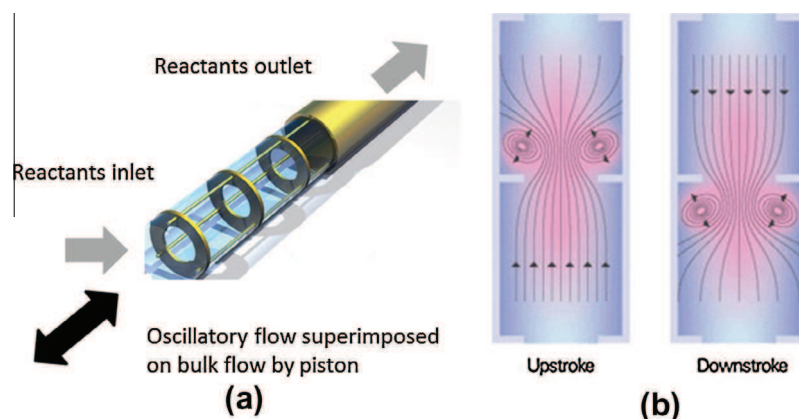 Reactants outlet
Reactants inlet
Oscillatory flow superimposed
on bulk flow by piston
(a)
Upstroke
Downstroke
(b)